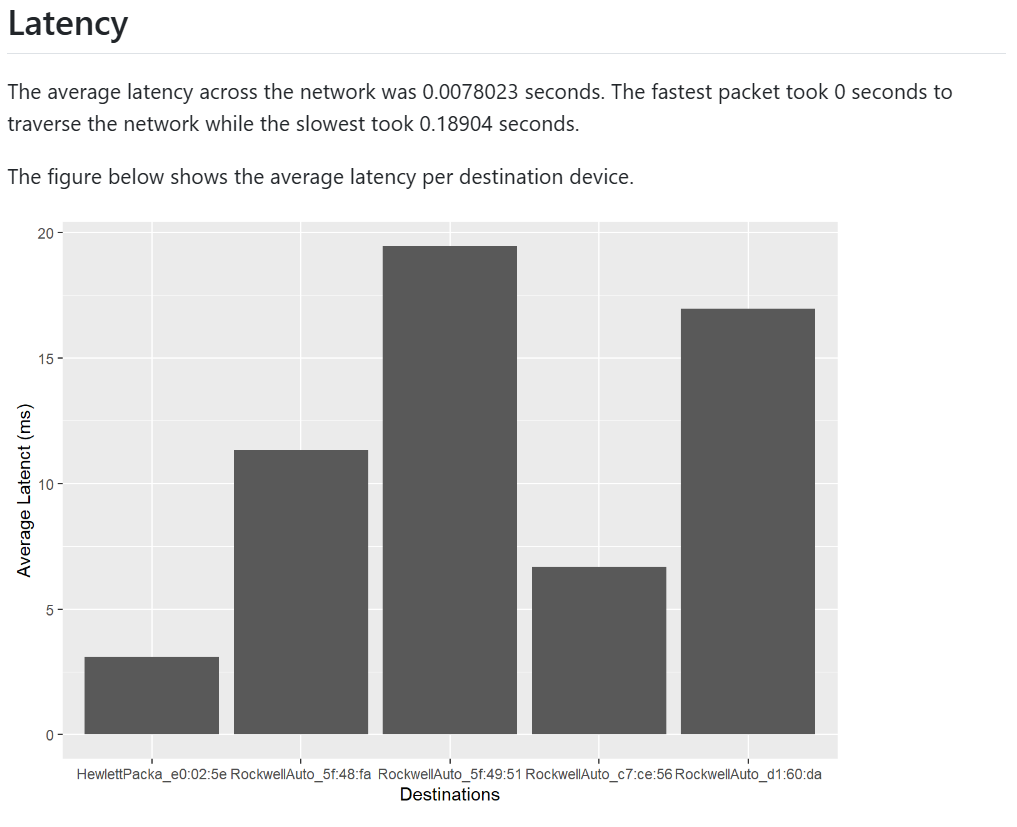 Latency
The average latency across the network was 0.0078023 seconds. The fastest packet took 0 seconds to
traverse the network while the slowest took 0.18904 seconds.
The figure below shows the average latency per destination device.
20
15
10
5
0
Average Latenct (ms)
HewlettPacka_e0:02:5e RockwellAuto_5f:48:fa RockwellAuto_5f:49:51 RockwellAuto_c7:ce:56 RockwellAuto_d1:60:da
Destinations